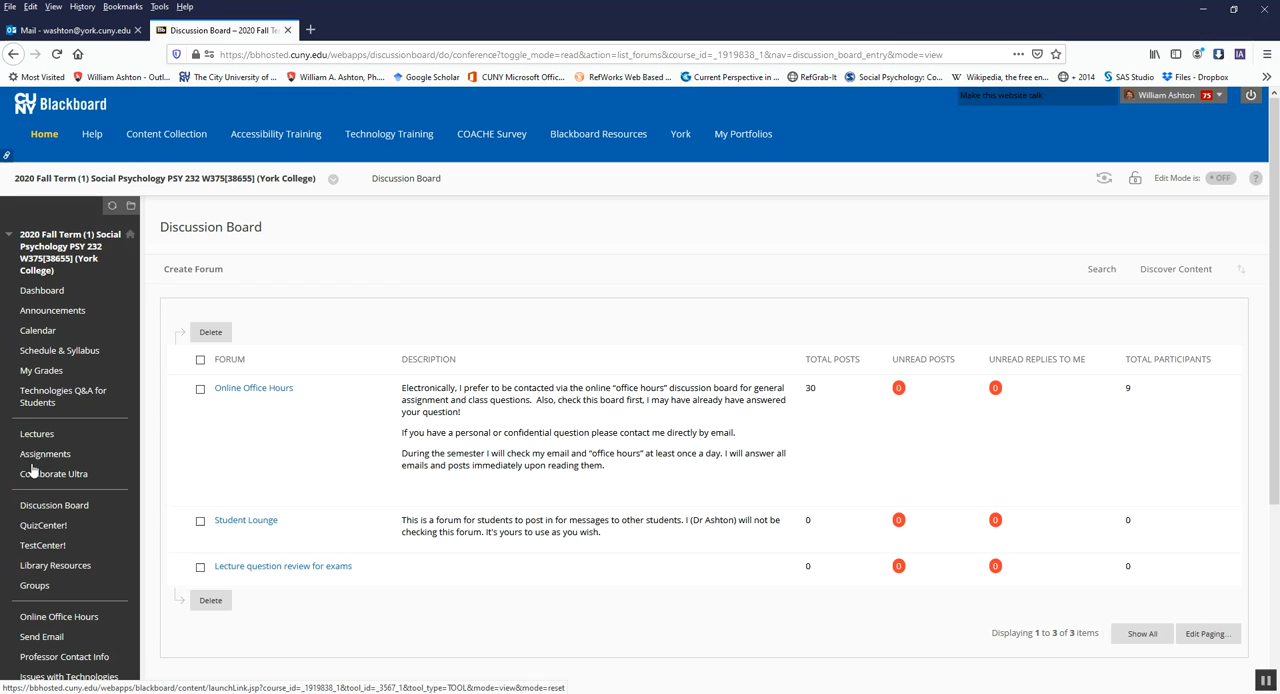 File Edit View History Bookmarks Tools Help
Mail - washton@york.cuny.edu
Discussion Board – 2020 Fall Te
https://bbhosted.cuny.edu/webapps/discussionboard/do/conference?toggle_mode=read&action=list_forums&course_id=_1919838_1&nav=discussion_board_entry&mode=view
Most Visited William Ashton - Outl... The City University of ... William A. Ashton, Ph.... Google Scholar CUNY Microsoft Offic... RefWorks Web Based ... Current Perspective in ... RefGrab-It Social Psychology: Co... Wikipedia, the free en... + 2014 SAS Studio Files - Dropbox
CUNY Blackboard
Make this website talk
William Ashton 75
Home Help Content Collection Accessibility Training Technology Training COACHE Survey Blackboard Resources York My Portfolios
2020 Fall Term (1) Social Psychology PSY 232 W375[38655] (York College) Discussion Board Edit Mode is: OFF ?
2020 Fall Term (1) Social
Psychology PSY 232
W375[38655] (York
College)
Dashboard
Announcements
Calendar
Schedule & Syllabus
My Grades
Technologies Q&A for
Students
Lectures
Assignments
Collaborate Ultra
Discussion Board
QuizCenter!
TestCenter!
Library Resources
Groups
Online Office Hours
Send Email
Professor Contact Info
Issues with Technologies
Discussion Board
Create Forum Search Discover Content
Delete
FORUM DESCRIPTION TOTAL POSTS UNREAD POSTS UNREAD REPLIES TO ME TOTAL PARTICIPANTS
Online Office Hours Electronically, I prefer to be contacted via the online "office hours" discussion board for general 30 0 0 9
assignment and class questions. Also, check this board first, I may have already have answered
your question!
If you have a personal or confidential question please contact me directly by email.
During the semester I will check my email and "office hours" at least once a day. I will answer all
emails and posts immediately upon reading them.
Student Lounge This is a forum for students to post in for messages to other students. I (Dr Ashton) will not be 0 0 0 0
checking this forum. It's yours to use as you wish.
Lecture question review for exams 0 0 0 0
Delete
Displaying 1 to 3 of 3 items Show All Edit Paging...
https://bbhosted.cuny.edu/webapps/blackboard/content/launchLink.jsp?course_id=_1919838_1&tool_id=_3567_1&tool_type=TOOL&mode=view&mode=reset